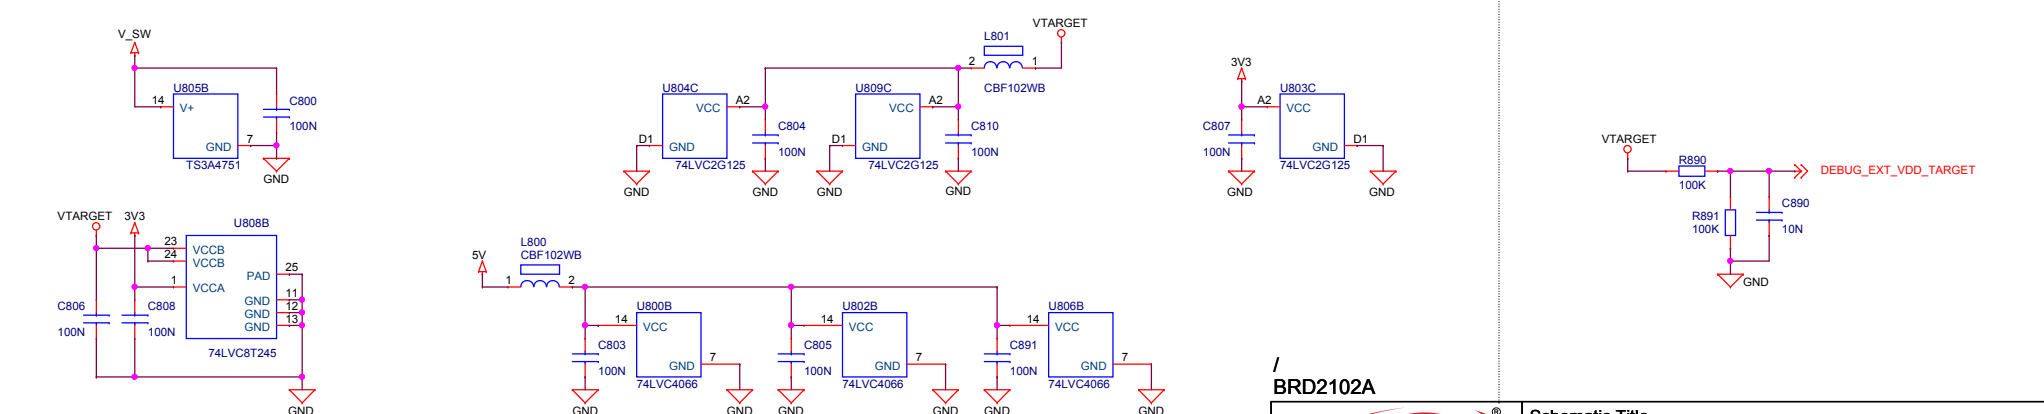 V_SW
U805B
14
V+
GND
7
TS3A4751
C800
100N
GND
VTARGET
L801
2
1
CBF102WB
U804C
VCC
A2
D1
GND
74LVC2G125
C804
100N
GND
GND
U809C
VCC
A2
D1
GND
74LVC2G125
C810
100N
GND
GND
3V3
U803C
A2
VCC
C807
100N
GND
D1
74LVC2G125
GND
GND
VTARGET
R890
100K
DEBUG_EXT_VDD_TARGET
R891
100K
C890
10N
GND
VTARGET
3V3
U808B
23
VCCB
24
VCCB
25
PAD
1
VCCA
11
GND
12
GND
13
GND
C806
100N
C808
100N
74LVC8T245
GND
5V
L800
CBF102WB
1
2
U800B
14
VCC
C803
100N
GND
7
74LVC4066
GND
GND
U802B
14
VCC
C805
100N
GND
7
74LVC4066
GND
GND
U806B
14
VCC
C891
100N
GND
7
74LVC4066
GND
GND
/
BRD2102A
®
Schematic Title